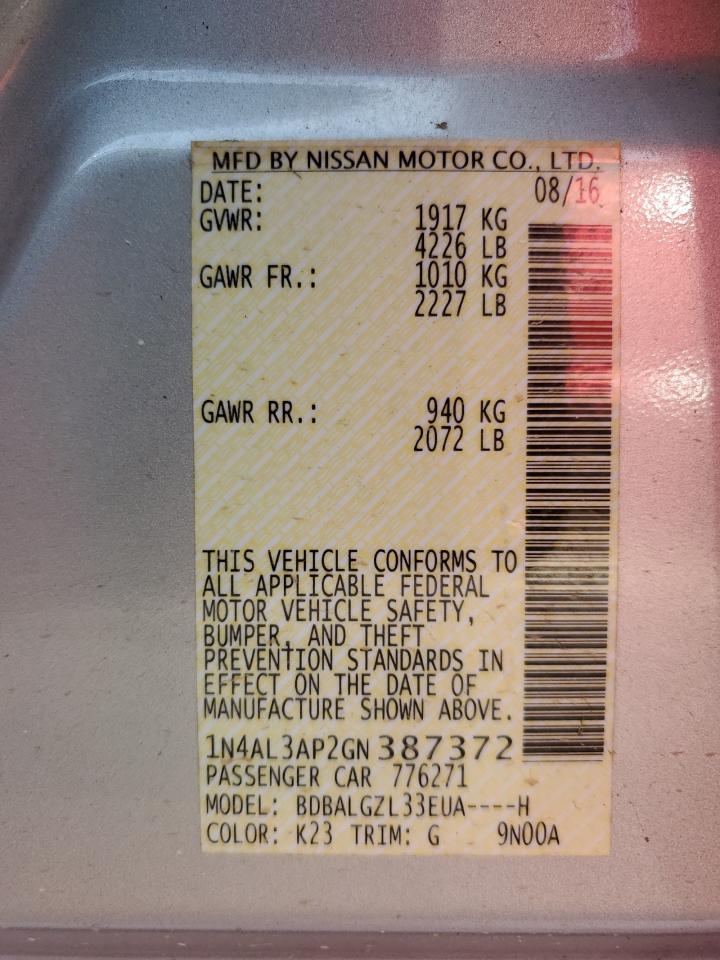 MFD BY NISSAN MOTOR CO., LTD.
DATE: 08/16
GVWR: 1917 KG
4226 LB
GAWR FR.: 1010 KG
2227 LB
GAWR RR.: 940 KG
2072 LB
THIS VEHICLE CONFORMS TO
ALL APPLICABLE FEDERAL
MOTOR VEHICLE SAFETY,
BUMPER, AND THEFT
PREVENTION STANDARDS IN
EFFECT ON THE DATE OF
MANUFACTURE SHOWN ABOVE.
1N4AL3AP2GN387372
PASSENGER CAR 776271
MODEL: BDBALGZL33EUA----H
COLOR: K23 TRIM: G 9N00A